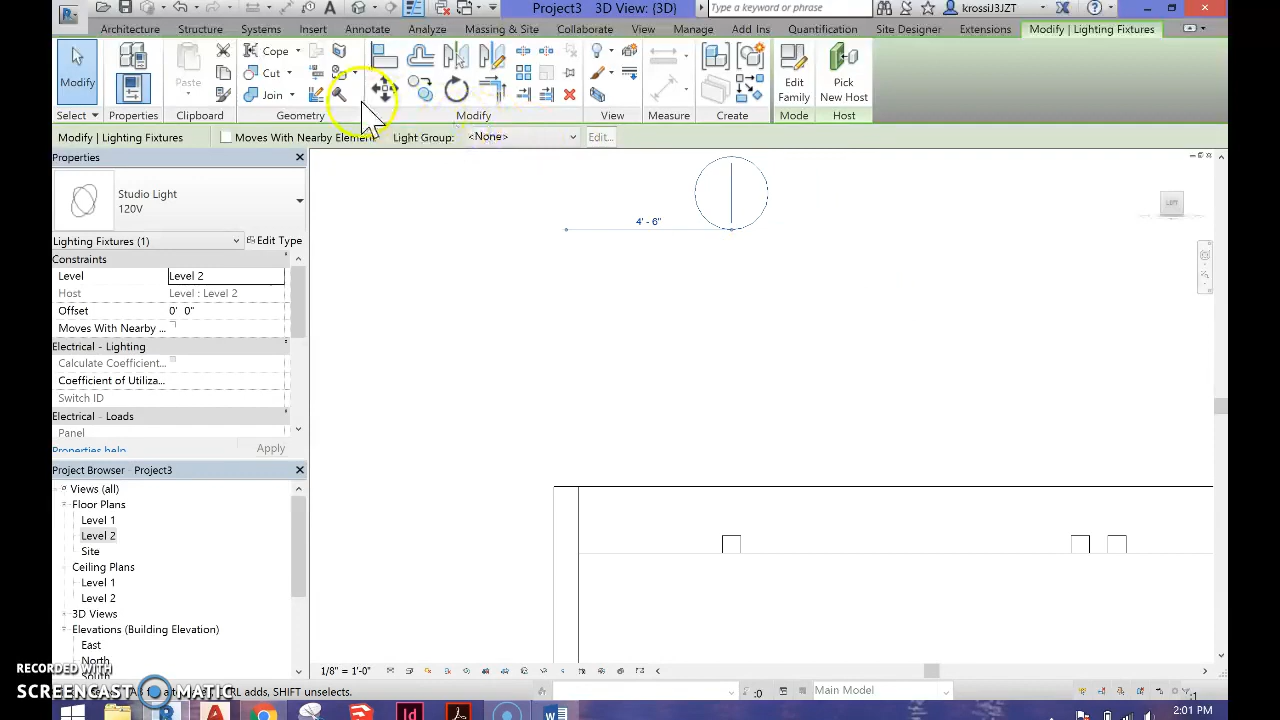 Project3 3D View: {3D}
Type a keyword or phrase
krossiJ3JZT
Architecture Structure Systems Insert Annotate Analyze Massing & Site Collaborate View Manage Add Ins Quantification Site Designer Extensions Modify | Lighting Fixtures
Modify
Paste
Cope
Cut
Join
Edit Family
Pick New Host
Select Properties Clipboard Geometry Modify View Measure Create Mode Host
Modify | Lighting Fixtures Moves With Nearby Element Light Group: <None> Edit...
Properties
Studio Light
120V
Lighting Fixtures (1) Edit Type
Constraints
Level Level 2
Host Level : Level 2
Offset 0' 0"
Moves With Nearby ...
Electrical - Lighting
Calculate Coefficient...
Coefficient of Utiliza...
Switch ID
Electrical - Loads
Panel
Properties help Apply
Project Browser - Project3
Views (all)
Floor Plans
Level 1
Level 2
Site
Ceiling Plans
Level 1
Level 2
3D Views
Elevations (Building Elevation)
East
North
4' - 6"
LEFT
1/8" = 1'-0"
RECORDED WITH
SCREENCAST MATIC
adds, SHIFT unselects.
:0
Main Model
:1
2:01 PM